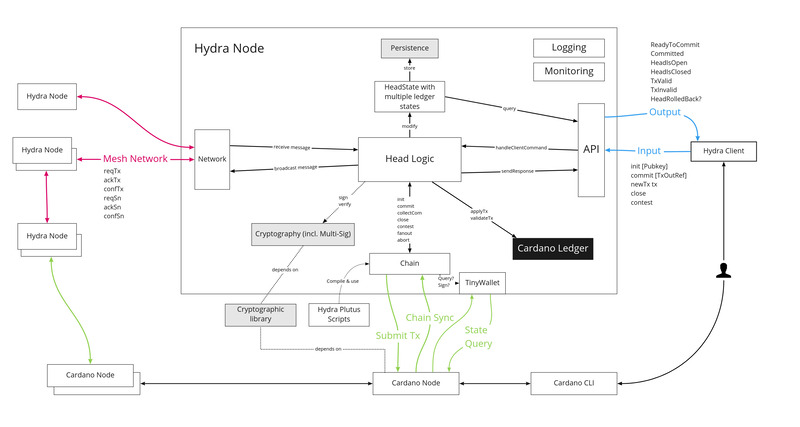 Hydra Node
Persistence
Logging
Monitoring
store
HeadState with
multiple ledger
states
modify
query
ReadyToCommit
Committed
HeadIsOpen
HeadIsClosed
TxValid
TxInvalid
HeadRolledBack?
Output
Hydra Node
Hydra Node
Mesh Network
reqTx
ackTx
confTx
reqSn
ackSn
confSn
Network
receive message
broadcast message
Head Logic
handleClientCommand
sendResponse
API
Input
Hydra Client
init [Pubkey]
commit [TxOutRef]
newTx tx
close
contest
sign
verify
init
commit
collectCom
close
contest
fanout
abort
applyTx
validateTx
Hydra Node
Cryptography (incl. Multi-Sig)
Cardano Ledger
Chain
depends on
Compile & use
Query?
Sign?
TinyWallet
Cryptographic
library
Hydra Plutus
Scripts
Chain Sync
Submit Tx
State
Query
depends on
Cardano Node
Cardano Node
Cardano CLI